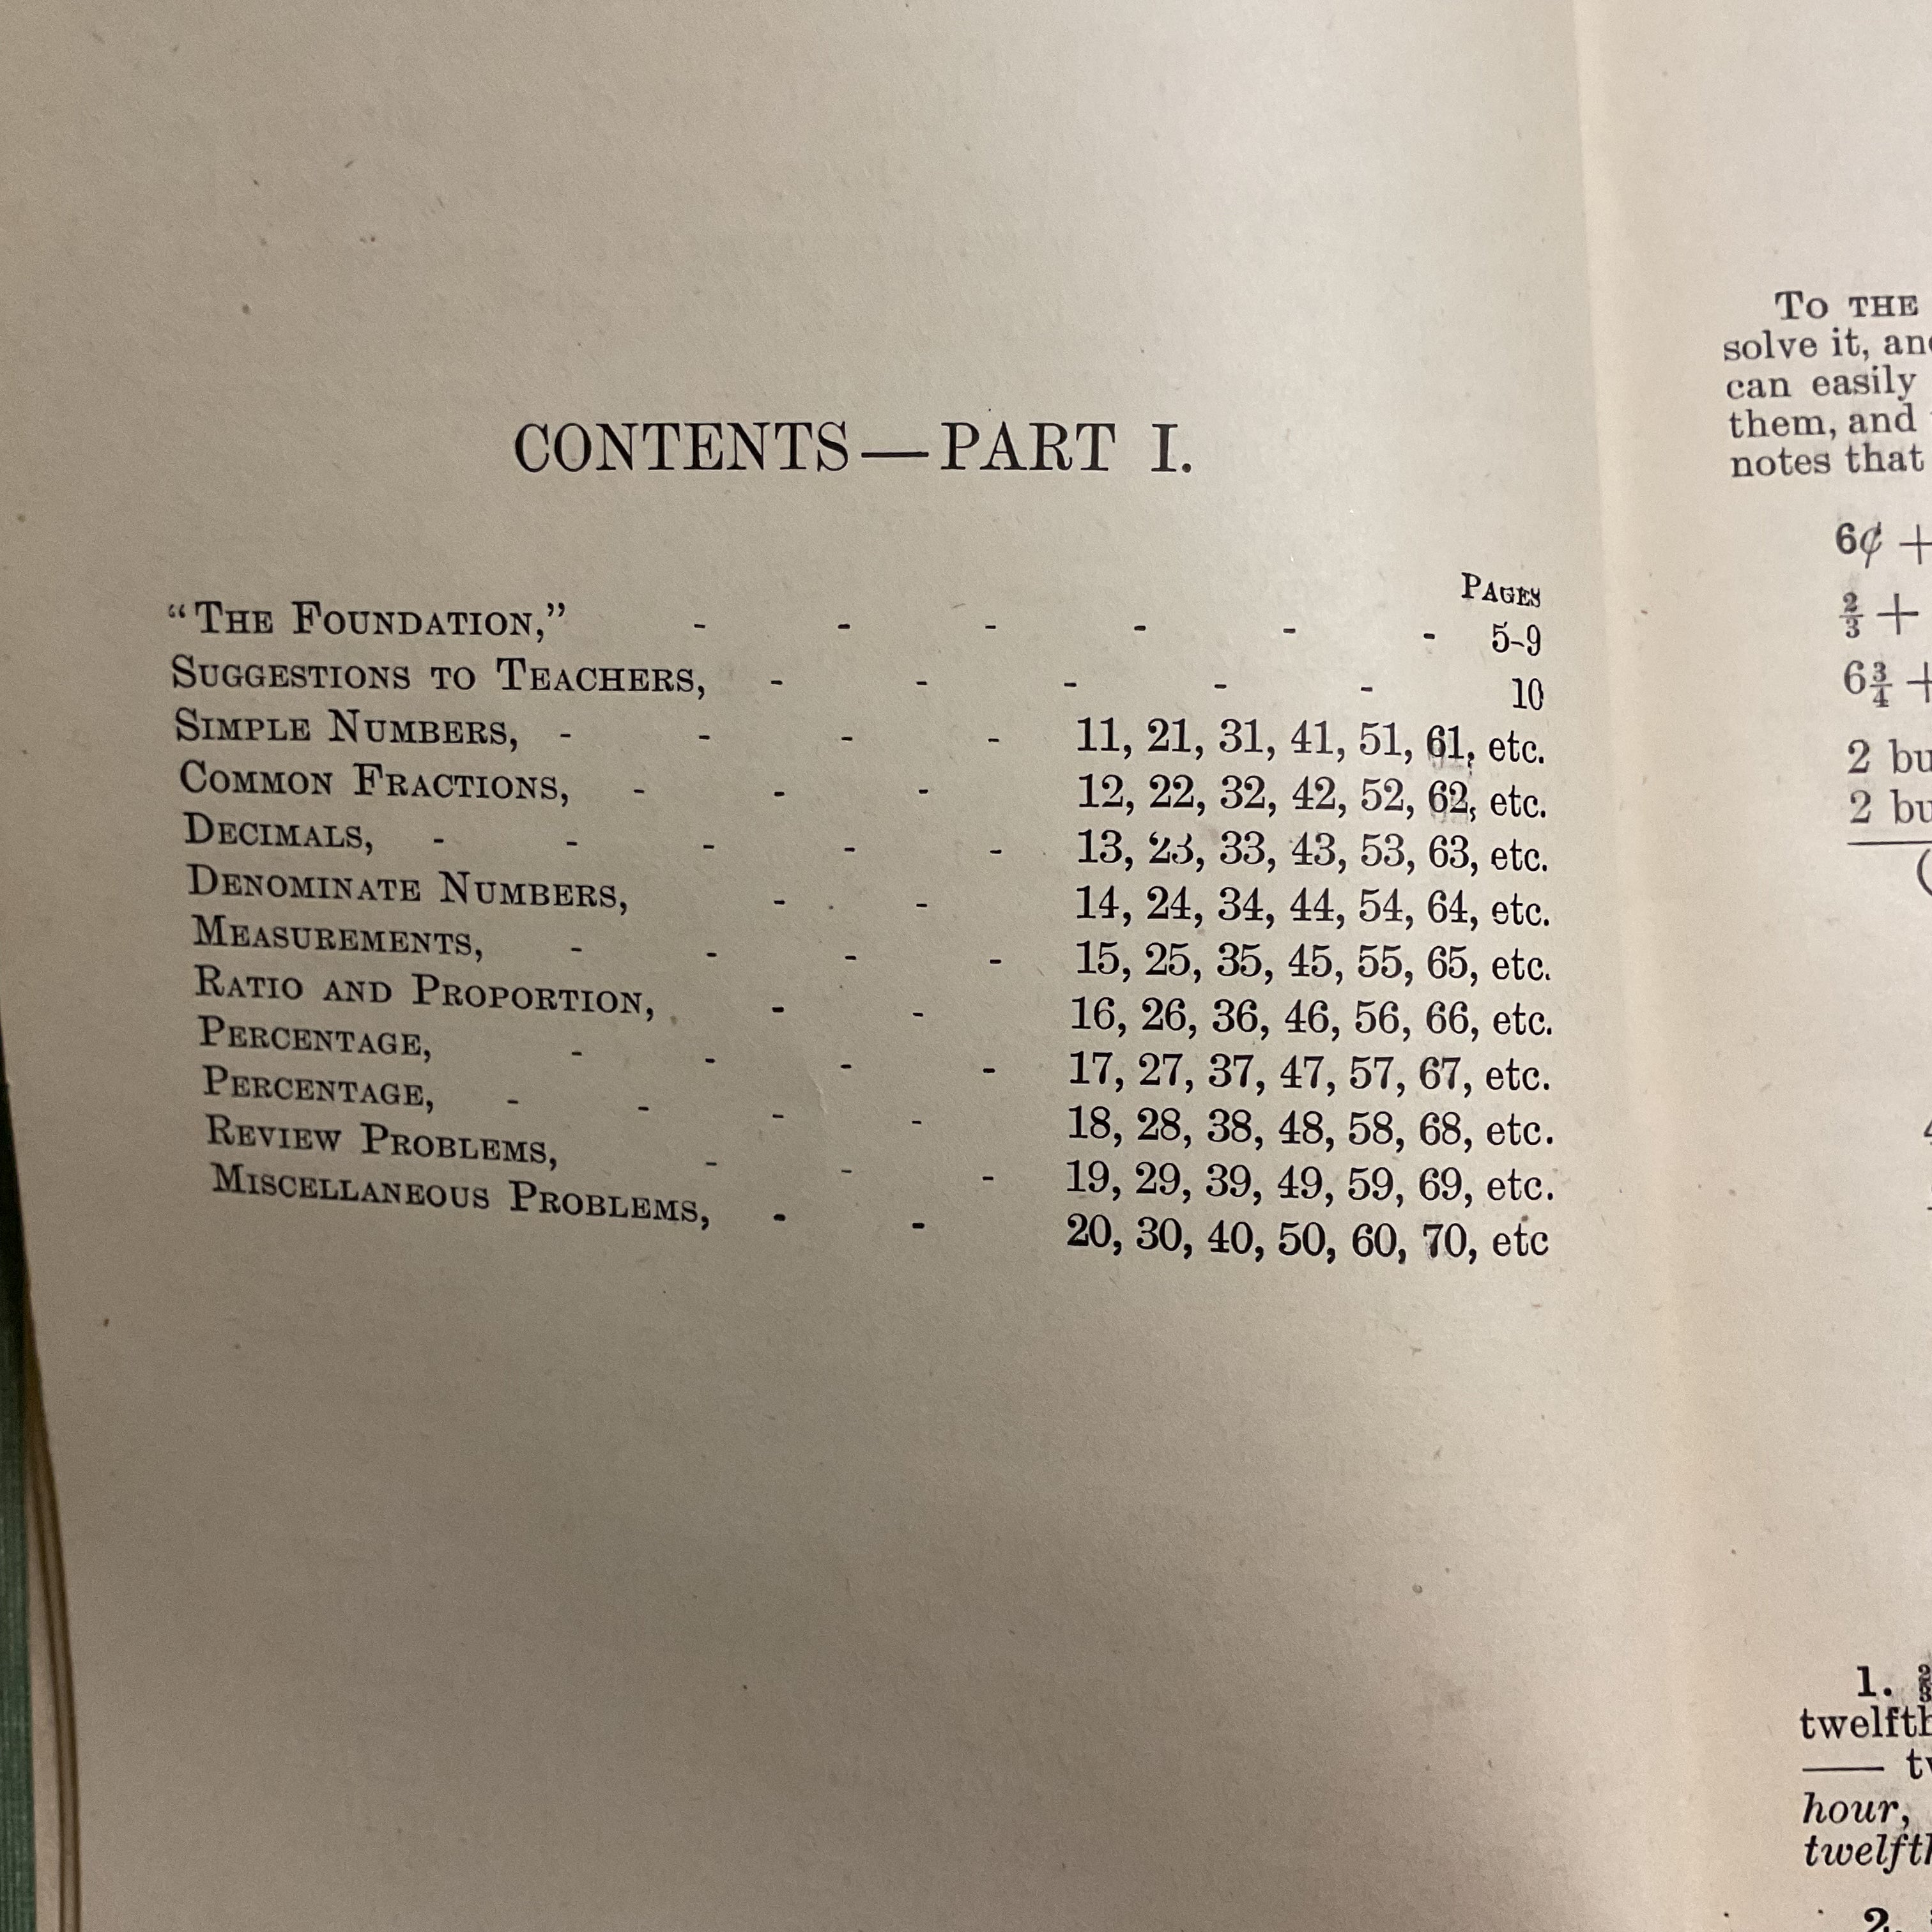 CONTENTS—PART I.
PAGES
"THE FOUNDATION," - - - - - - 5-9
SUGGESTIONS TO TEACHERS, - - - - - 10
SIMPLE NUMBERS, - - - - 11, 21, 31, 41, 51, 61, etc.
COMMON FRACTIONS, - - - 12, 22, 32, 42, 52, 62, etc.
DECIMALS, - - - - - 13, 23, 33, 43, 53, 63, etc.
DENOMINATE NUMBERS, - - 14, 24, 34, 44, 54, 64, etc.
MEASUREMENTS, - - - - 15, 25, 35, 45, 55, 65, etc.
RATIO AND PROPORTION, - - 16, 26, 36, 46, 56, 66, etc.
PERCENTAGE, - - - - 17, 27, 37, 47, 57, 67, etc.
PERCENTAGE, - - - - 18, 28, 38, 48, 58, 68, etc.
REVIEW PROBLEMS, - - - 19, 29, 39, 49, 59, 69, etc.
MISCELLANEOUS PROBLEMS, - - 20, 30, 40, 50, 60, 70, etc
TO THE
solve it, and
can easily
them, and
notes that
6¢ +
2/3 +
6 3/4 +
2 bu
2 bu
1.
twelfth
hour,
twelfth
2.